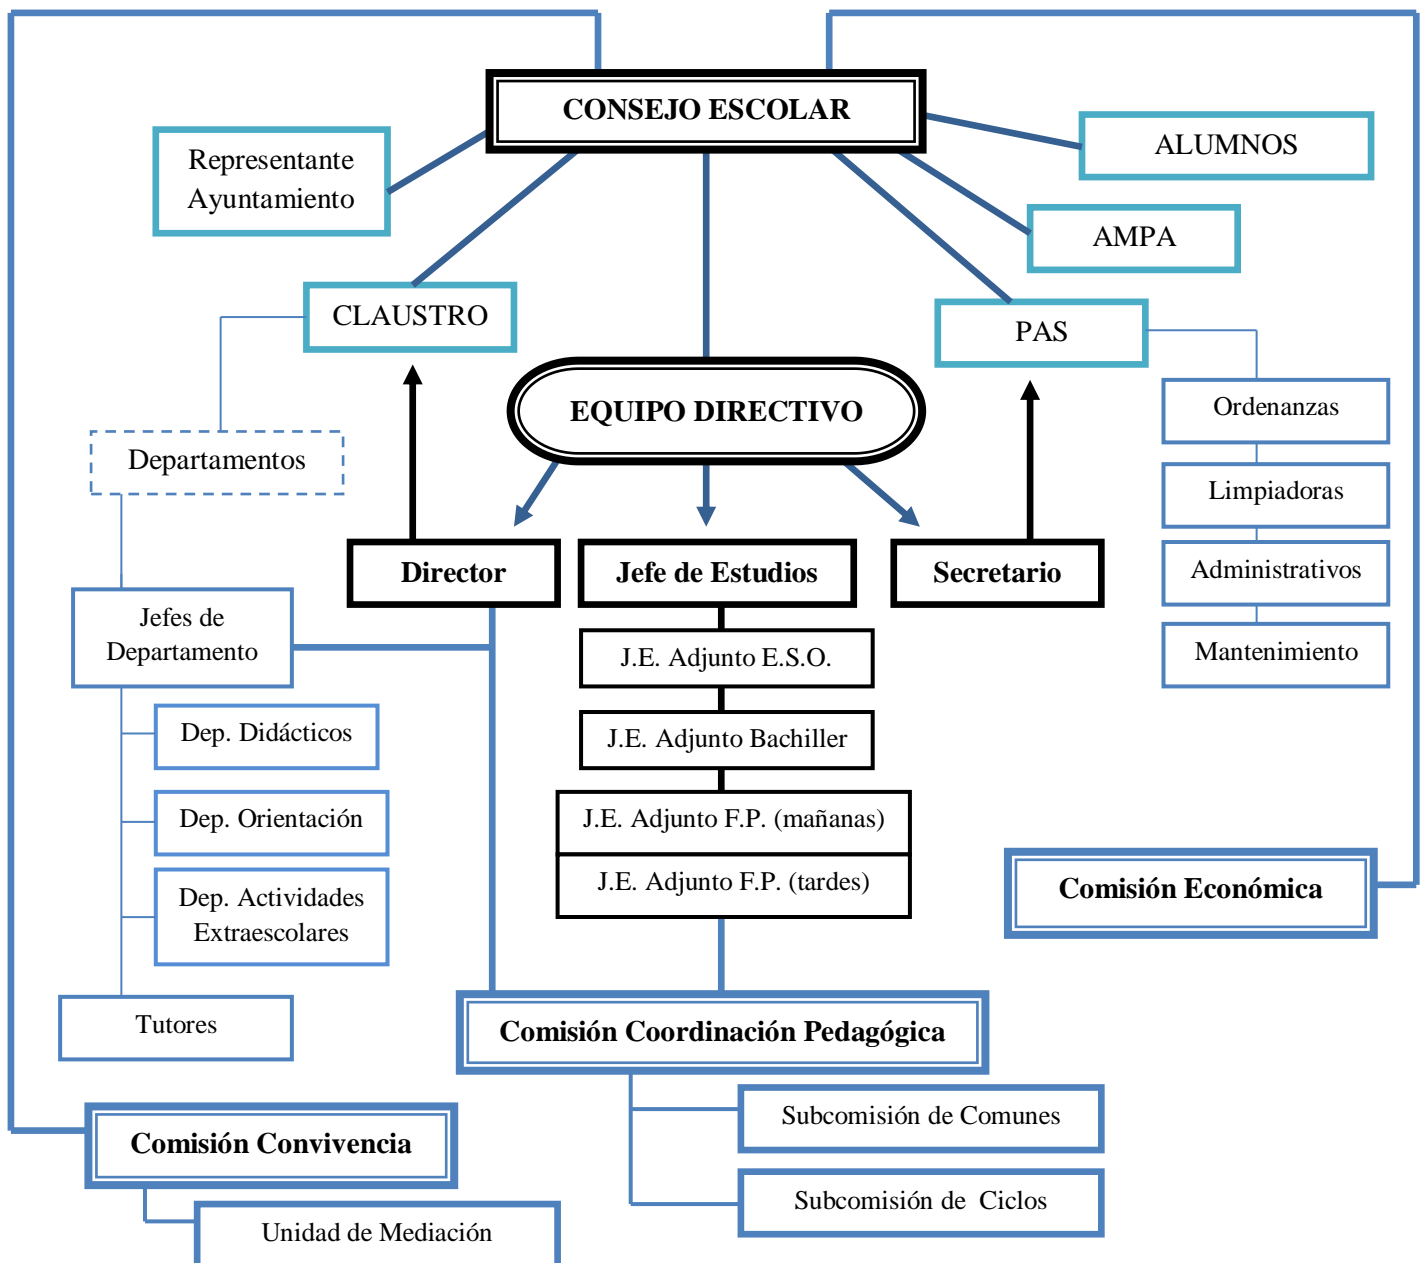 CONSEJO ESCOLAR
Representante
Ayuntamiento
ALUMNOS
AMPA
CLAUSTRO
PAS
EQUIPO DIRECTIVO
Ordenanzas
Departamentos
Limpiadoras
Director
Jefe de Estudios
Secretario
Administrativos
Jefes de
Departamento
J.E. Adjunto E.S.O.
Mantenimiento
Dep. Didácticos
J.E. Adjunto Bachiller
Dep. Orientación
J.E. Adjunto F.P. (mañanas)
J.E. Adjunto F.P. (tardes)
Comisión Económica
Dep. Actividades
Extraescolares
Tutores
Comisión Coordinación Pedagógica
Subcomisión de Comunes
Comisión Convivencia
Subcomisión de Ciclos
Unidad de Mediación